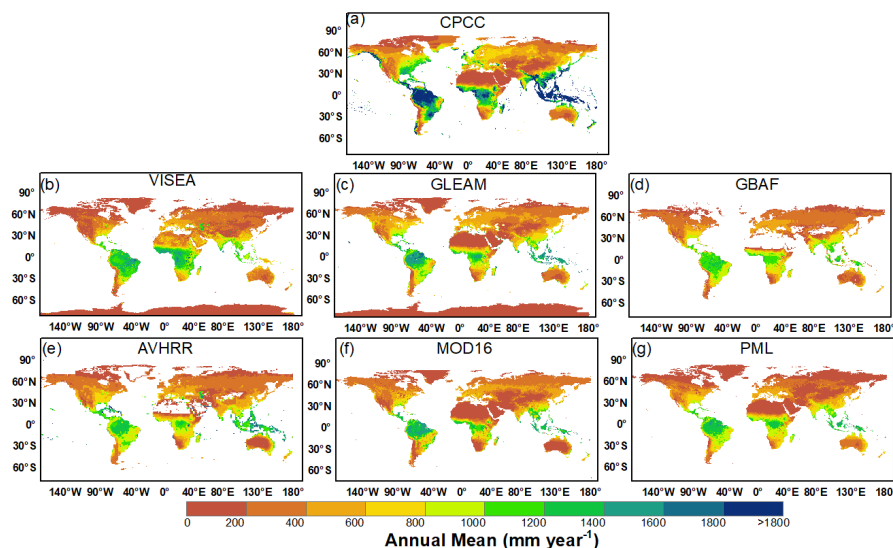 (a) CPCC
90°
60°N
30°N
0°
30°S
60°S
140°W 90°W 40°W 0° 40°E 80°E 130°E 180°
(b) VISEA
(c) GLEAM
(d) GBAF
90°
60°N
30°N
0°
30°S
60°S
90°
60°N
30°N
0°
30°S
60°S
90°
60°N
30°N
0°
30°S
60°S
140°W 90°W 40°W 0° 40°E 80°E 130°E 180°
140°W 90°W 40°W 0° 40°E 80°E 130°E 180°
140°W 90°W 40°W 0° 40°E 80°E 130°E 180°
(e) AVHRR
(f) MOD16
(g) PML
90°
60°N
30°N
0°
30°S
60°S
90°
60°N
30°N
0°
30°S
60°S
90°
60°N
30°N
0°
30°S
60°S
140°W 90°W 40°W 0° 40°E 80°E 130°E 180°
140°W 90°W 40°W 0° 40°E 80°E 130°E 180°
140°W 90°W 40°W 0° 40°E 80°E 130°E 180°
0 200 400 600 800 1000 1200 1400 1600 1800 >1800
Annual Mean (mm year⁻¹)